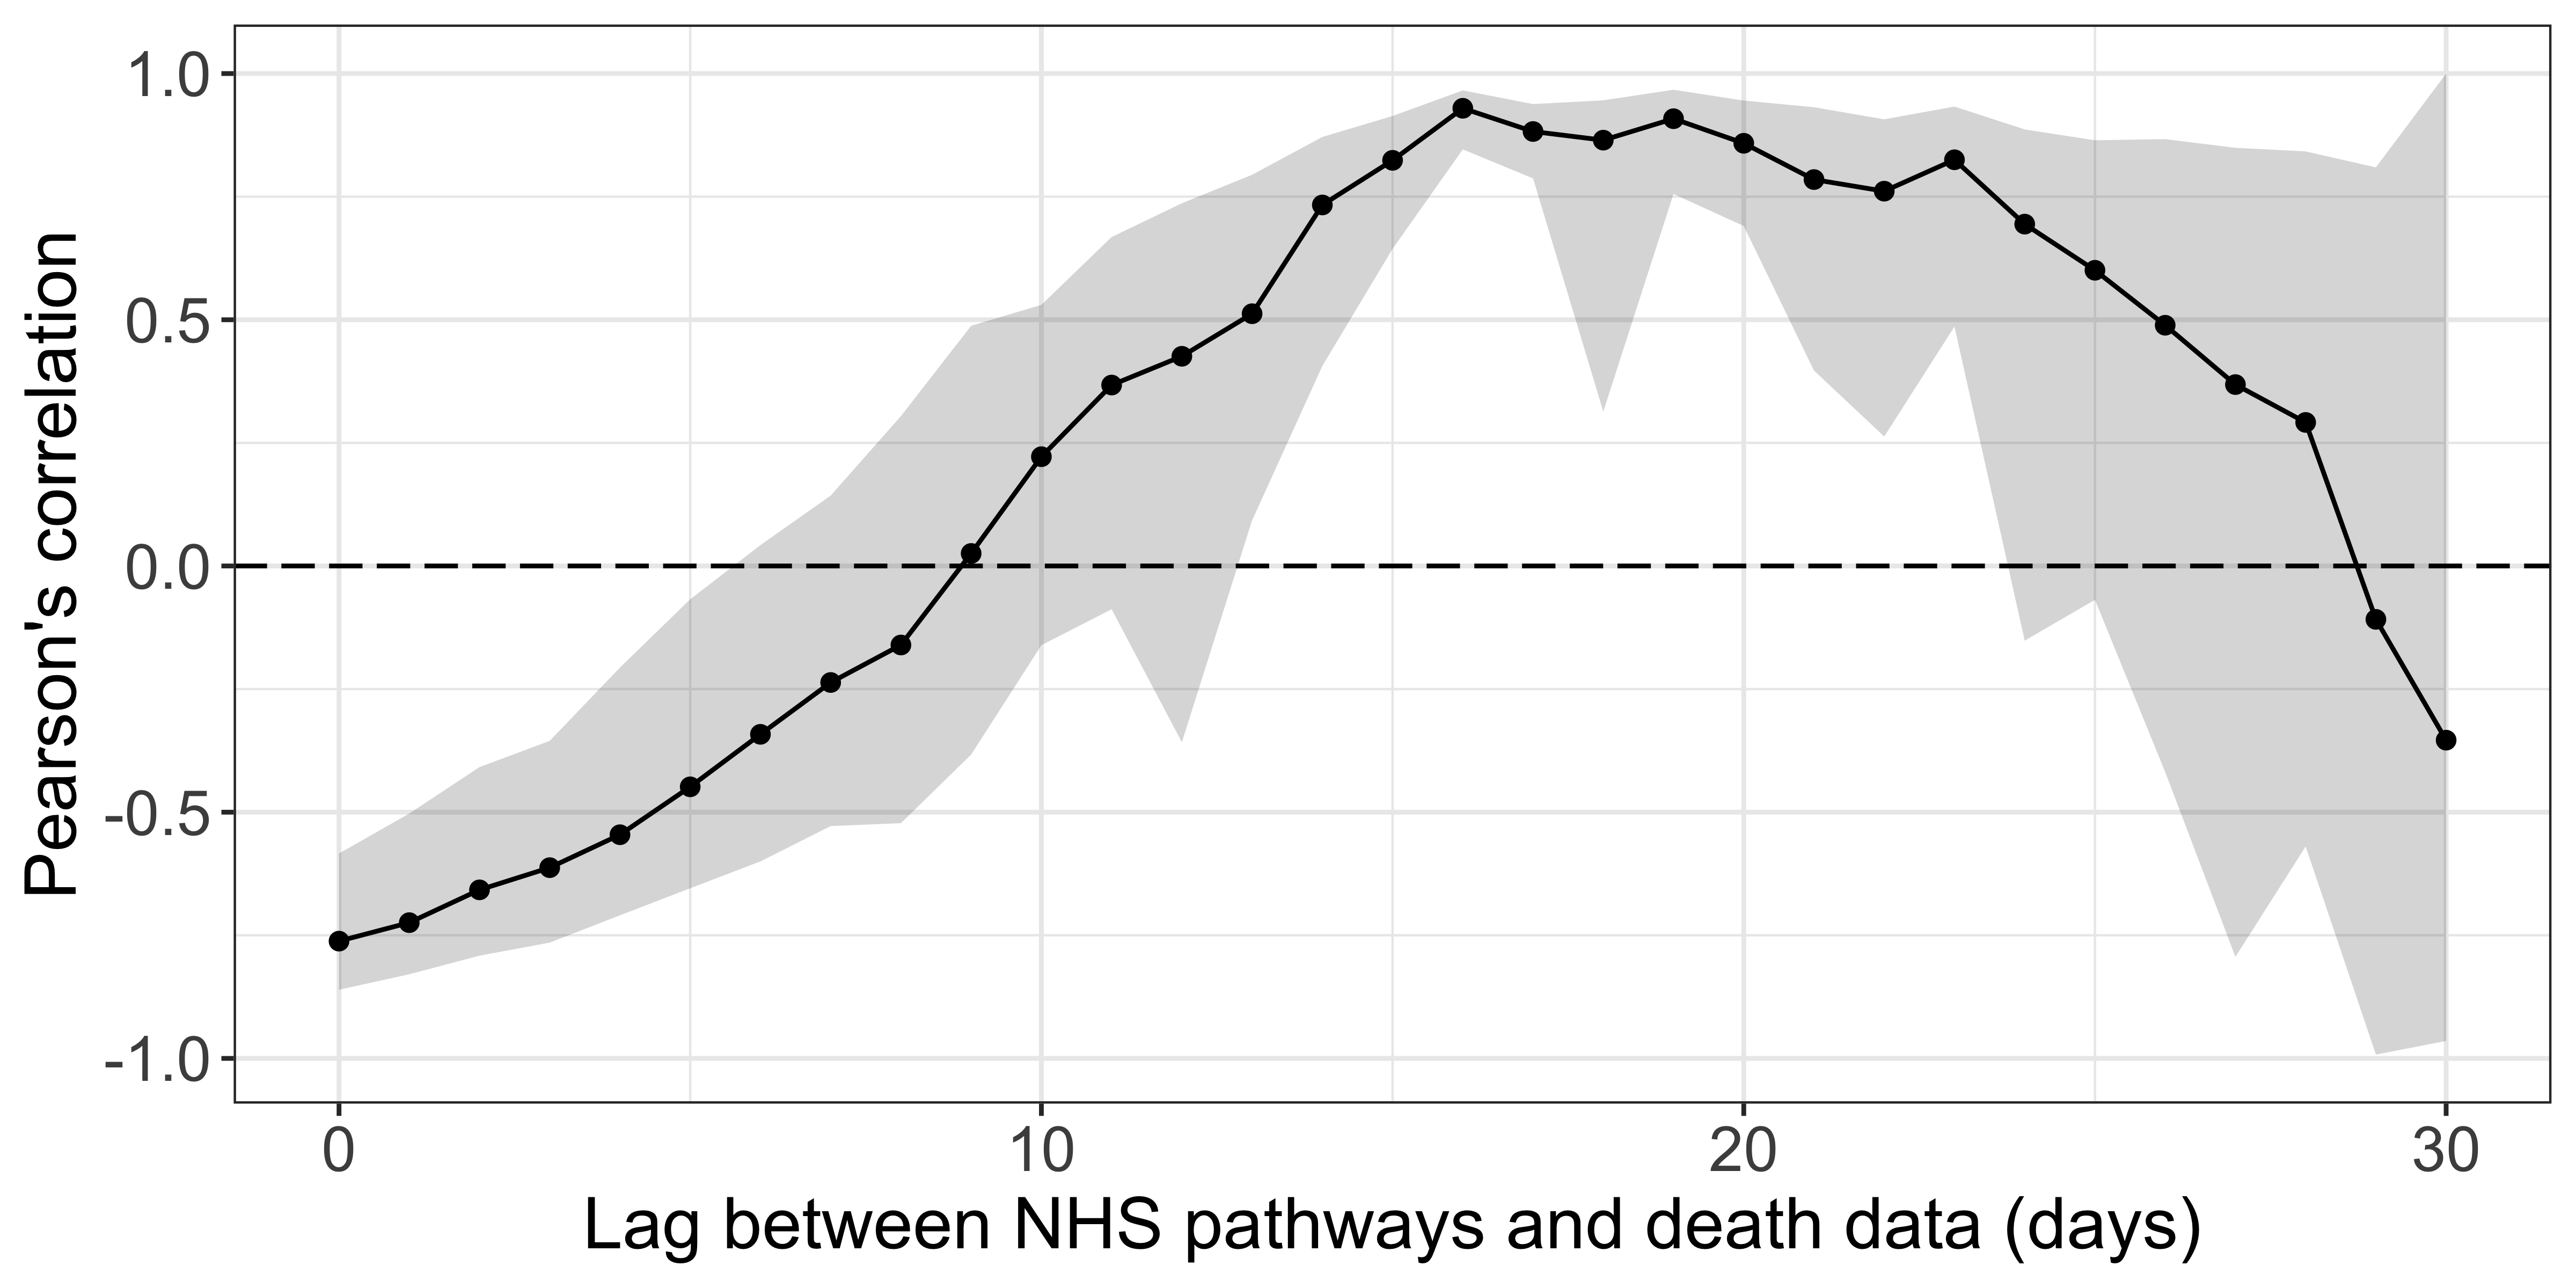 Pearson's correlation
1.0
0.5
0.0
-0.5
-1.0
0 10 20 30
Lag between NHS pathways and death data (days)